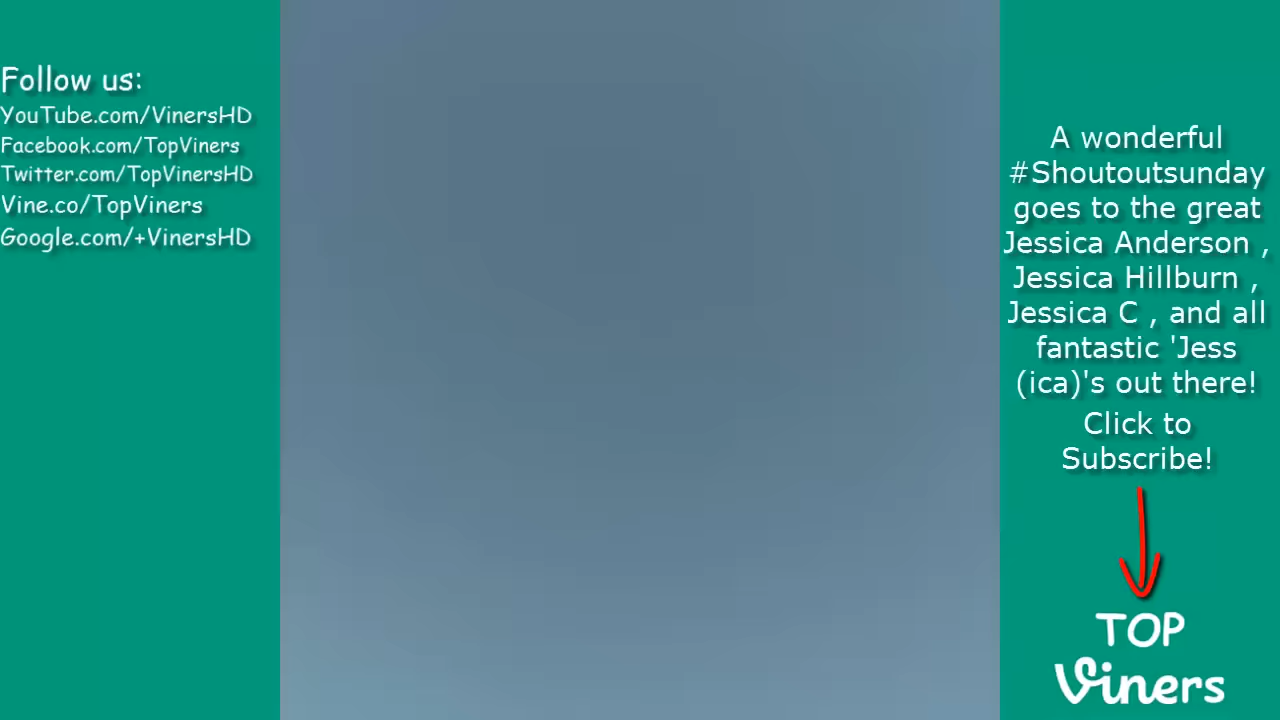 Follow us:
YouTube.com/VinersHD
Facebook.com/TopViners
Twitter.com/TopVinersHD
Vine.co/TopViners
Google.com/+VinersHD
A wonderful
#Shoutoutsunday
goes to the great
Jessica Anderson ,
Jessica Hillburn ,
Jessica C , and all
fantastic 'Jess
(ica)'s out there!
Click to
Subscribe!
TOP
Viners